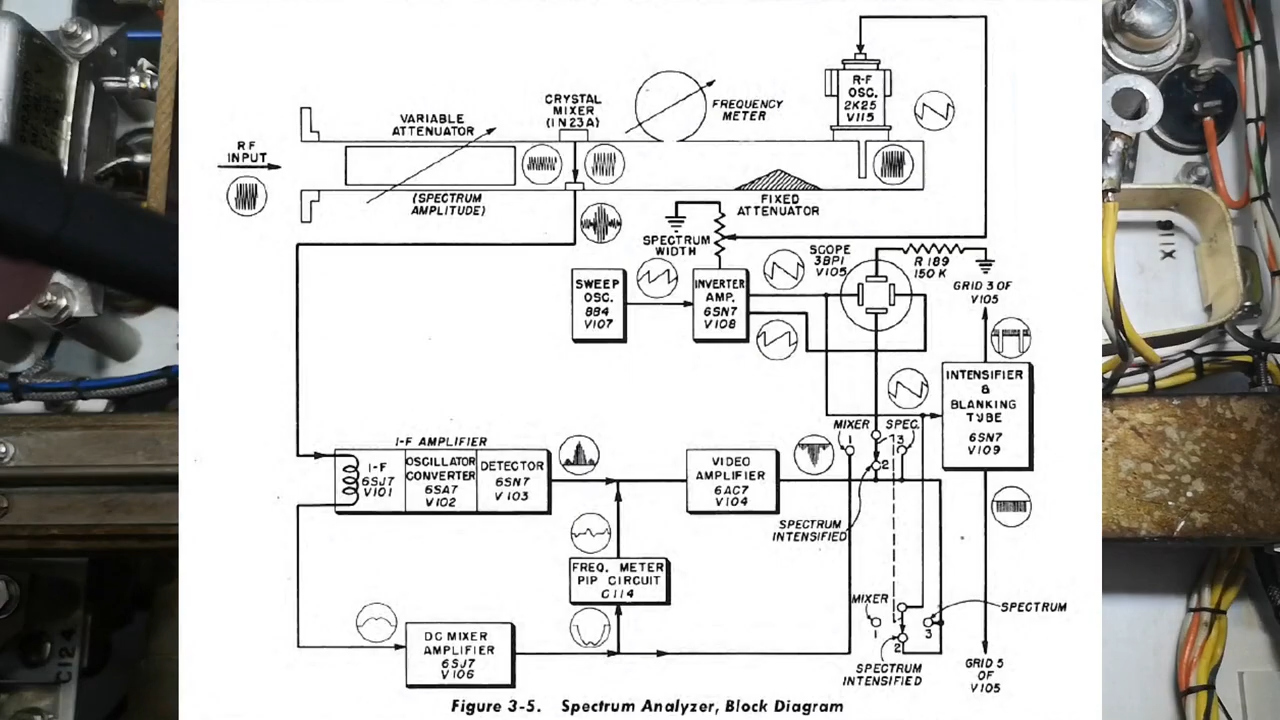 R-F
OSC.
2K25
V115
CRYSTAL
MIXER
(1N23A)
FREQUENCY
METER
VARIABLE
ATTENUATOR
RF
INPUT
(SPECTRUM
AMPLITUDE)
FIXED
ATTENUATOR
SPECTRUM
WIDTH
SCOPE
3BP1
V105
R 189
150 K
GRID 3 OF
V105
SWEEP
OSC.
884
V107
INVERTER
AMP.
6SN7
V108
INTENSIFIER
&
BLANKING
TUBE
6SN7
V109
MIXER
SPEC.
1
3
2
I-F AMPLIFIER
I-F
6SJ7
V101
OSCILLATOR
CONVERTER
6SA7
V102
DETECTOR
6SN7
V103
VIDEO
AMPLIFIER
6AC7
V104
SPECTRUM
INTENSIFIED
FREQ. METER
PIP CIRCUIT
C114
MIXER
SPECTRUM
1
3
2
DC MIXER
AMPLIFIER
6SJ7
V106
SPECTRUM
INTENSIFIED
GRID 5
OF
V105
Figure 3-5. Spectrum Analyzer, Block Diagram
X116
C124